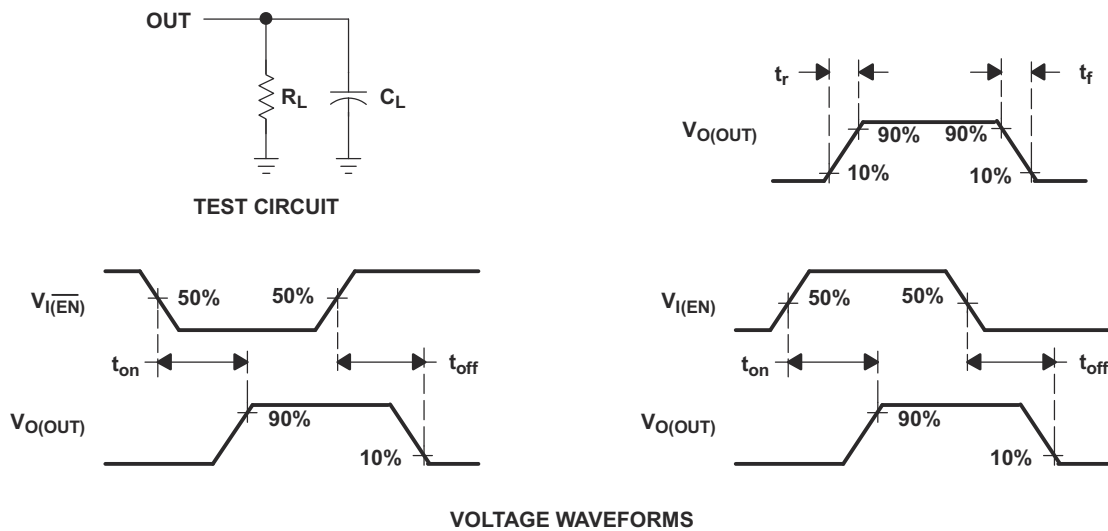 OUT
R_L
C_L
TEST CIRCUIT
t_r
t_f
V_O(OUT)
90%
90%
10%
10%
V_I(E̅N̅)
50%
50%
t_on
t_off
V_O(OUT)
90%
10%
V_I(EN)
50%
50%
t_on
t_off
V_O(OUT)
90%
10%
VOLTAGE WAVEFORMS